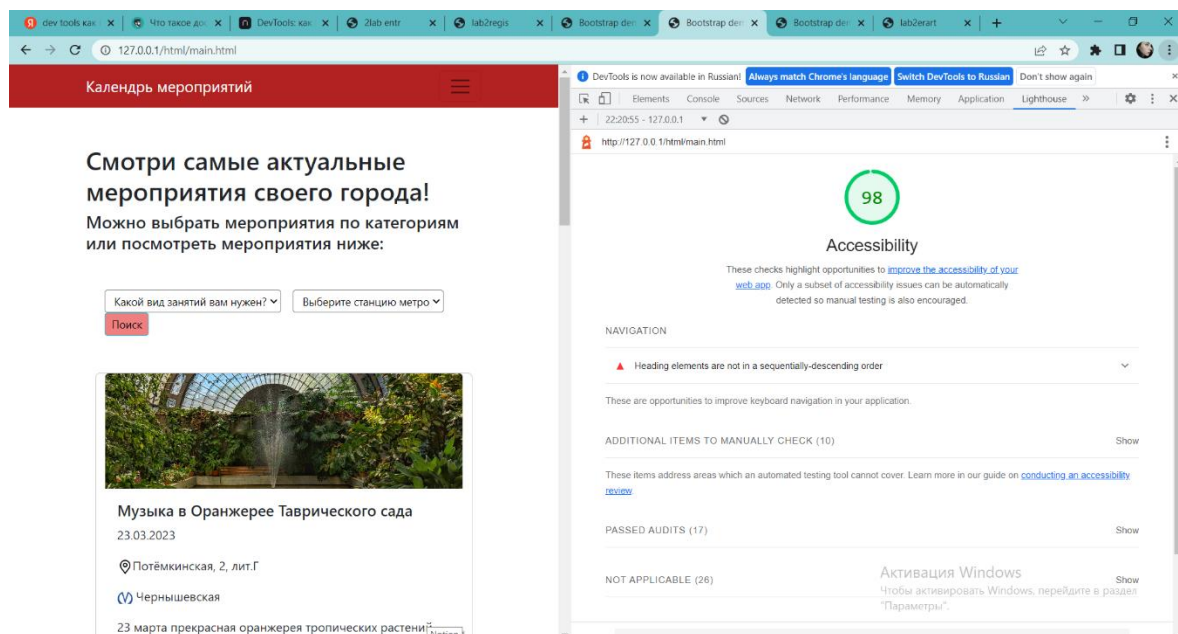 dev tools как
Что такое дос
DevTools: как
2lab entr
lab2regis
Bootstrap den
Bootstrap den
Bootstrap den
lab2erart
127.0.0.1/html/main.html
Календрь мероприятий
Смотри самые актуальные
мероприятия своего города!
Можно выбрать мероприятия по категориям
или посмотреть мероприятия ниже:
Какой вид занятий вам нужен?
Выберите станцию метро
Поиск
Музыка в Оранжерее Таврического сада
23.03.2023
Потёмкинская, 2, лит.Г
Чернышевская
23 марта прекрасная оранжерея тропических растений
DevTools is now available in Russian! Always match Chrome's language Switch DevTools to Russian Don't show again
Elements Console Sources Network Performance Memory Application Lighthouse
22:20:55 - 127.0.0.1
http://127.0.0.1/html/main.html
98
Accessibility
These checks highlight opportunities to improve the accessibility of your
web app. Only a subset of accessibility issues can be automatically
detected so manual testing is also encouraged.
NAVIGATION
Heading elements are not in a sequentially-descending order
These are opportunities to improve keyboard navigation in your application.
ADDITIONAL ITEMS TO MANUALLY CHECK (10) Show
These items address areas which an automated testing tool cannot cover. Learn more in our guide on conducting an accessibility
review.
PASSED AUDITS (17) Show
NOT APPLICABLE (26) Show
Активация Windows
Чтобы активировать Windows, перейдите в раздел
"Параметры".